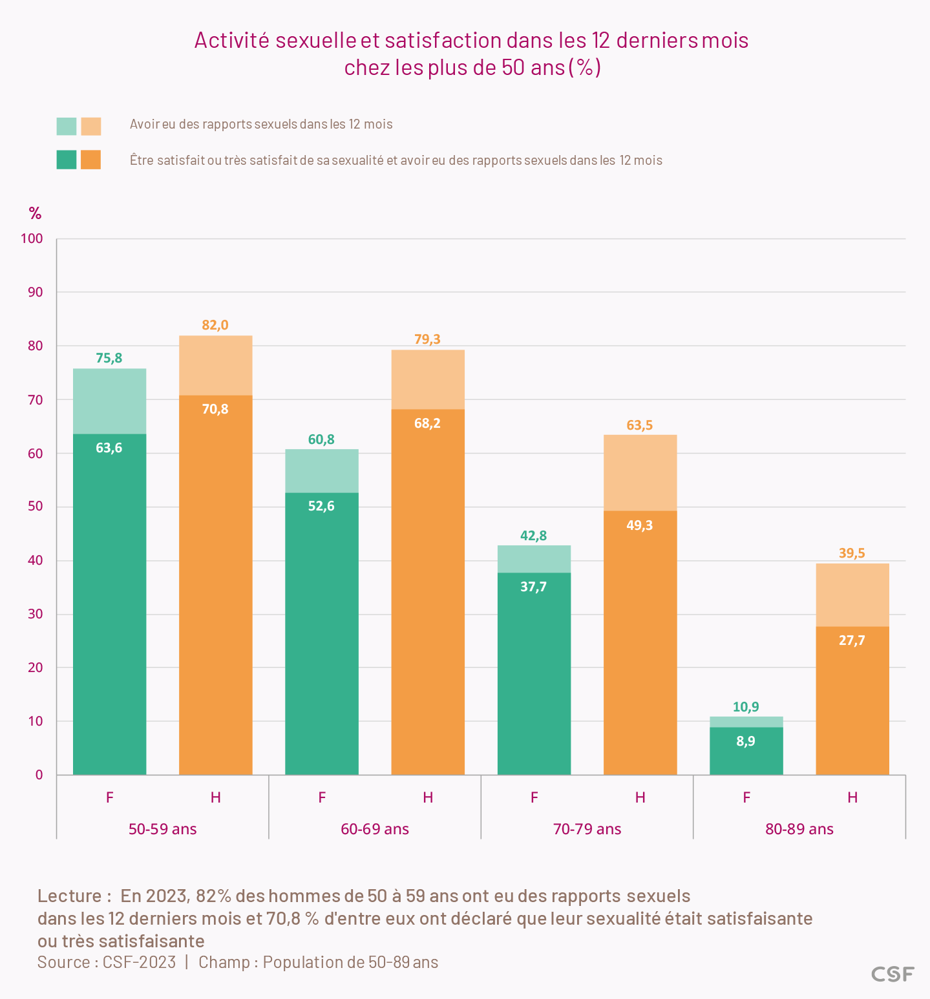 Activité sexuelle et satisfaction dans les 12 derniers mois
chez les plus de 50 ans (%)
Avoir eu des rapports sexuels dans les 12 mois
Être satisfait ou très satisfait de sa sexualité et avoir eu des rapports sexuels dans les 12 mois
%
100
90
80
70
60
50
40
30
20
10
0
75,8
63,6
82,0
70,8
60,8
52,6
79,3
68,2
42,8
37,7
63,5
49,3
10,9
8,9
39,5
27,7
F H F H F H F H
50-59 ans 60-69 ans 70-79 ans 80-89 ans
Lecture : En 2023, 82% des hommes de 50 à 59 ans ont eu des rapports sexuels
dans les 12 derniers mois et 70,8 % d'entre eux ont déclaré que leur sexualité était satisfaisante
ou très satisfaisante
Source : CSF-2023 | Champ : Population de 50-89 ans
CSF